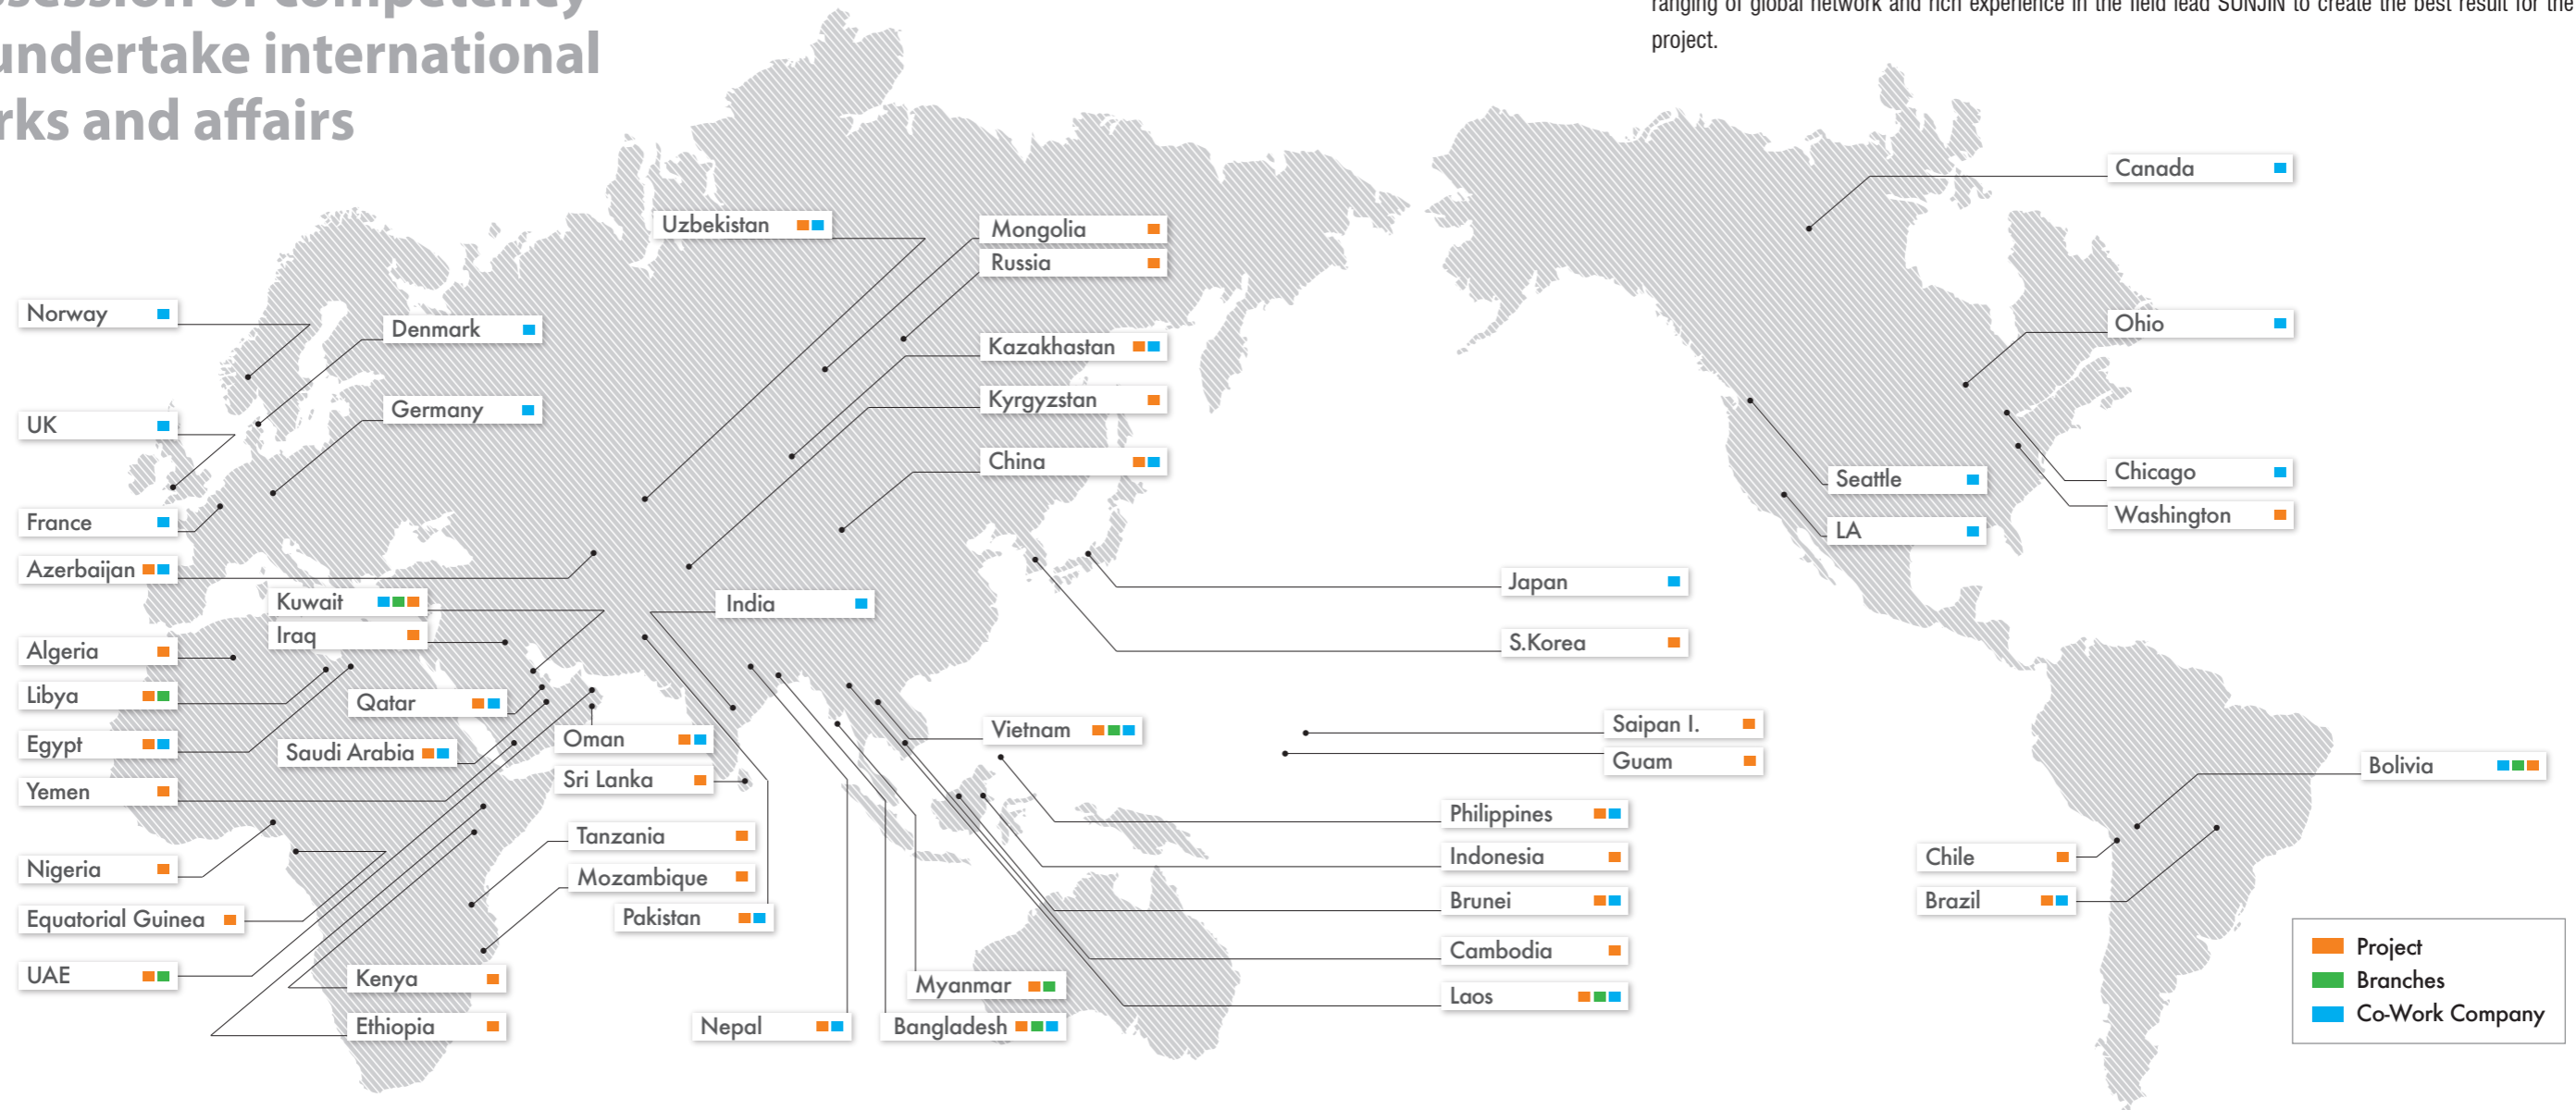 ssession of competency
undertake international
rks and affairs
ranging of global network and rich experience in the field lead SUNJIN to create the best result for the
project.
Canada
Uzbekistan
Mongolia
Russia
Norway
Denmark
Ohio
Kazakhastan
Kyrgyzstan
Germany
UK
China
Seattle
Chicago
France
LA
Washington
Azerbaijan
Japan
Kuwait
India
Iraq
S.Korea
Algeria
Libya
Qatar
Saipan I.
Vietnam
Egypt
Saudi Arabia
Oman
Guam
Bolivia
Sri Lanka
Yemen
Philippines
Tanzania
Indonesia
Chile
Nigeria
Mozambique
Brunei
Brazil
Equatorial Guinea
Pakistan
Cambodia
UAE
Kenya
Myanmar
Laos
Ethiopia
Nepal
Bangladesh
Project
Branches
Co-Work Company